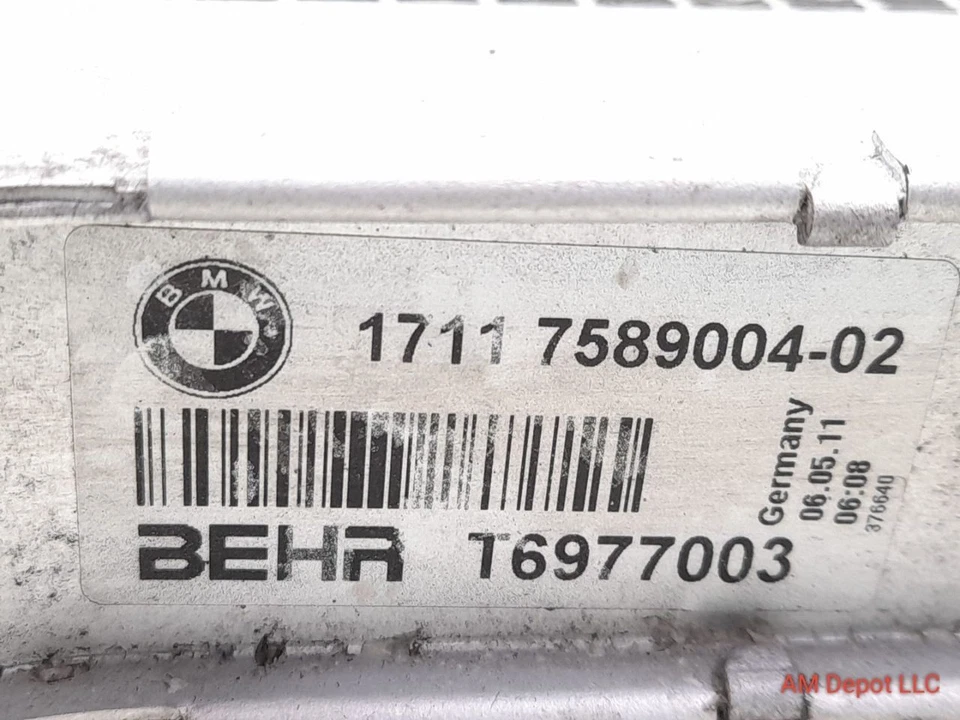 BMW
1711 7589004-02
Germany
06.05.11
06:08
376640
BEHR T6977003
AM Depot LLC